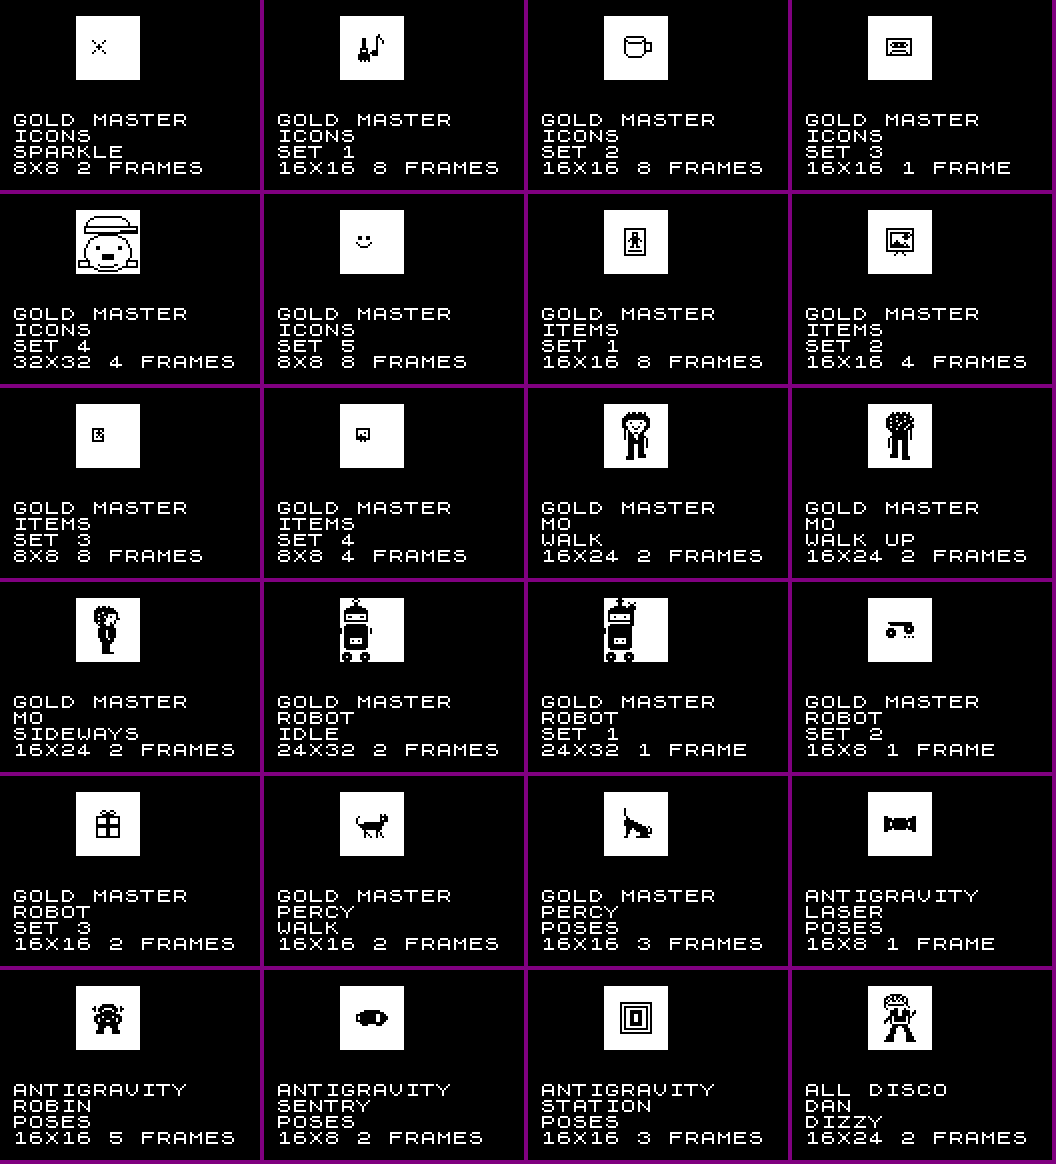 GOLD MASTER
ICONS
SPARKLE
8X8 2 FRAMES
GOLD MASTER
ICONS
SET 1
16X16 8 FRAMES
GOLD MASTER
ICONS
SET 2
16X16 8 FRAMES
GOLD MASTER
ICONS
SET 3
16X16 1 FRAME
GOLD MASTER
ICONS
SET 4
32X32 4 FRAMES
GOLD MASTER
ICONS
SET 5
8X8 8 FRAMES
GOLD MASTER
ITEMS
SET 1
16X16 8 FRAMES
GOLD MASTER
ITEMS
SET 2
16X16 4 FRAMES
GOLD MASTER
ITEMS
SET 3
8X8 8 FRAMES
GOLD MASTER
ITEMS
SET 4
8X8 4 FRAMES
GOLD MASTER
MO
WALK
16X24 2 FRAMES
GOLD MASTER
MO
WALK UP
16X24 2 FRAMES
GOLD MASTER
MO
SIDEWAYS
16X24 2 FRAMES
GOLD MASTER
ROBOT
IDLE
24X32 2 FRAMES
GOLD MASTER
ROBOT
SET 1
24X32 1 FRAME
GOLD MASTER
ROBOT
SET 2
16X8 1 FRAME
GOLD MASTER
ROBOT
SET 3
16X16 2 FRAMES
GOLD MASTER
PERCY
WALK
16X16 2 FRAMES
GOLD MASTER
PERCY
POSES
16X16 3 FRAMES
ANTIGRAVITY
LASER
POSES
16X8 1 FRAME
ANTIGRAVITY
ROBIN
POSES
16X16 5 FRAMES
ANTIGRAVITY
SENTRY
POSES
16X8 2 FRAMES
ANTIGRAVITY
STATION
POSES
16X16 3 FRAMES
ALL DISCO
DAN
DIZZY
16X24 2 FRAMES